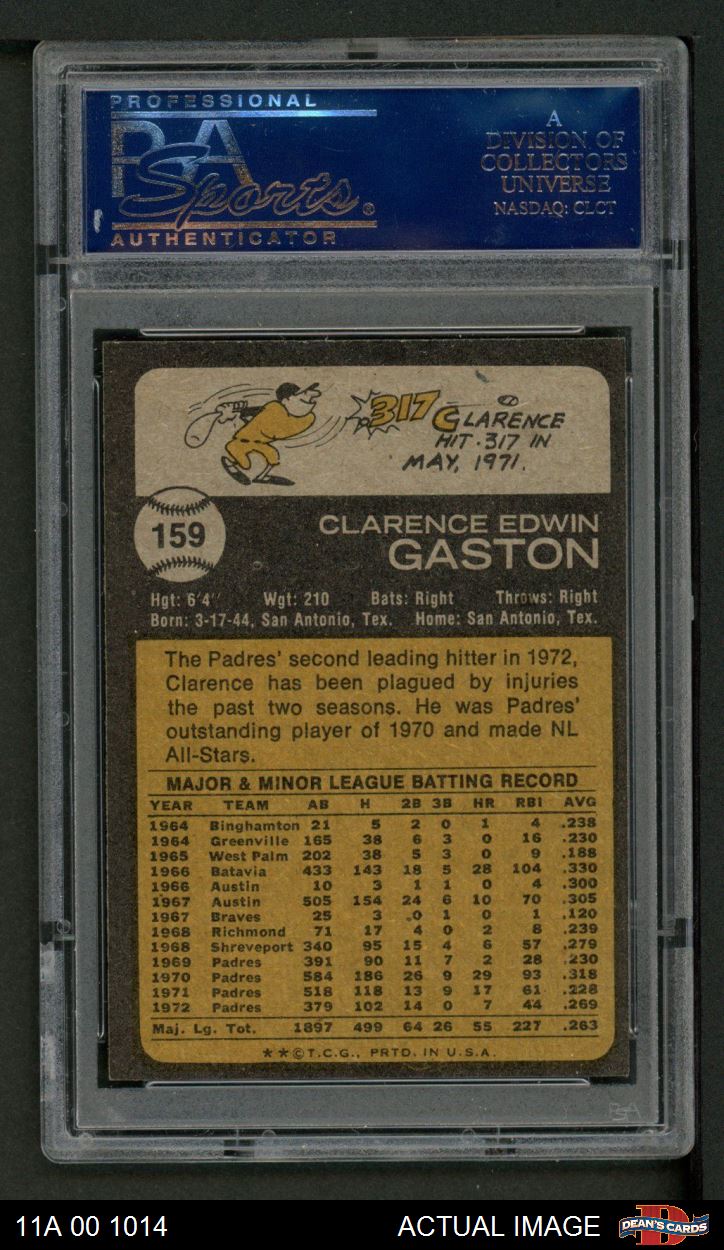 PROFESSIONAL
PSA
Sports®
AUTHENTICATOR
A
DIVISION OF
COLLECTORS
UNIVERSE
NASDAQ: CLCT
.317 CLARENCE
HIT .317 IN
MAY, 1971.
159
CLARENCE EDWIN
GASTON
Hgt: 6'4" Wgt: 210 Bats: Right Throws: Right
Born: 3-17-44, San Antonio, Tex. Home: San Antonio, Tex.
The Padres' second leading hitter in 1972,
Clarence has been plagued by injuries
the past two seasons. He was Padres'
outstanding player of 1970 and made NL
All-Stars.
MAJOR & MINOR LEAGUE BATTING RECORD
YEAR TEAM AB H 2B 3B HR RBI AVG
1964 Binghamton 21 5 2 0 1 4 .238
1964 Greenville 165 38 6 3 0 16 .230
1965 West Palm 202 38 5 3 0 9 .188
1966 Batavia 433 143 18 5 28 104 .330
1966 Austin 10 3 1 1 0 4 .300
1967 Austin 505 154 24 6 10 70 .305
1967 Braves 25 3 0 1 0 1 .120
1968 Richmond 71 17 4 0 2 8 .239
1968 Shreveport 340 95 15 4 6 57 .279
1969 Padres 391 90 11 7 2 28 .230
1970 Padres 584 186 26 9 29 93 .318
1971 Padres 518 118 13 9 17 61 .228
1972 Padres 379 102 14 0 7 44 .269
Maj. Lg. Tot. 1897 499 64 26 55 227 .263
★★©T.C.G., PRTD. IN U.S.A.
PSA
11A 00 1014 ACTUAL IMAGE DEAN'S CARDS